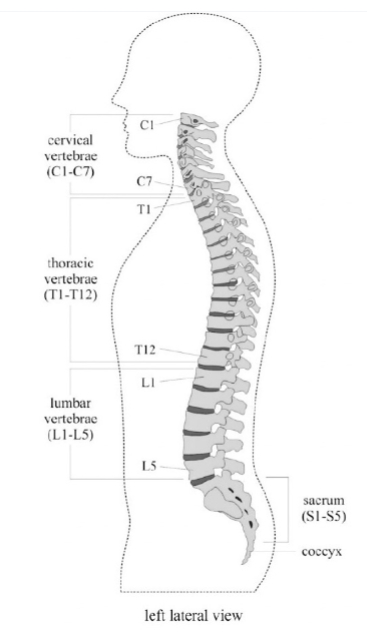 C1
cervical
vertebrae
(C1-C7)
C7
T1
thoracic
vertebrae
(T1-T12)
T12
L1
lumbar
vertebrae
(L1-L5)
L5
sacrum
(S1-S5)
coccyx
left lateral view